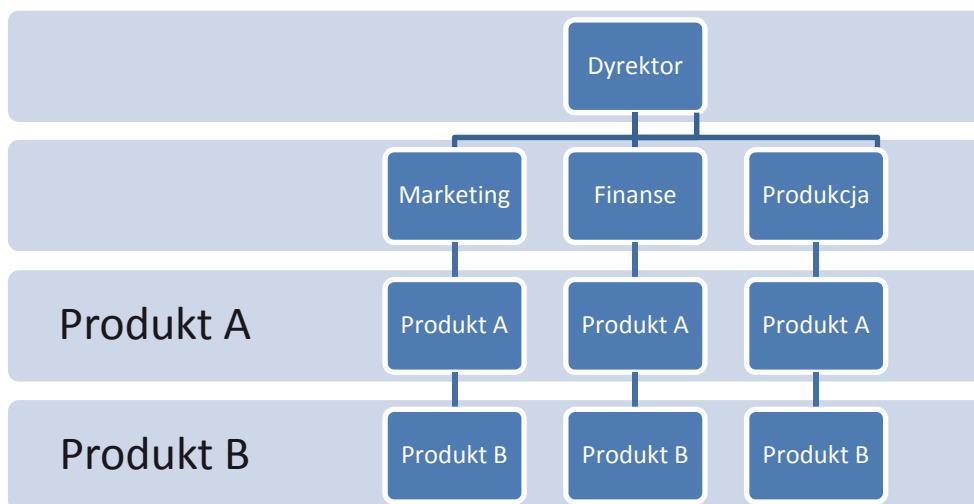 Dyrektor
Marketing
Finanse
Produkcja
Produkt A
Produkt A
Produkt A
Produkt A
Produkt B
Produkt B
Produkt B
Produkt B